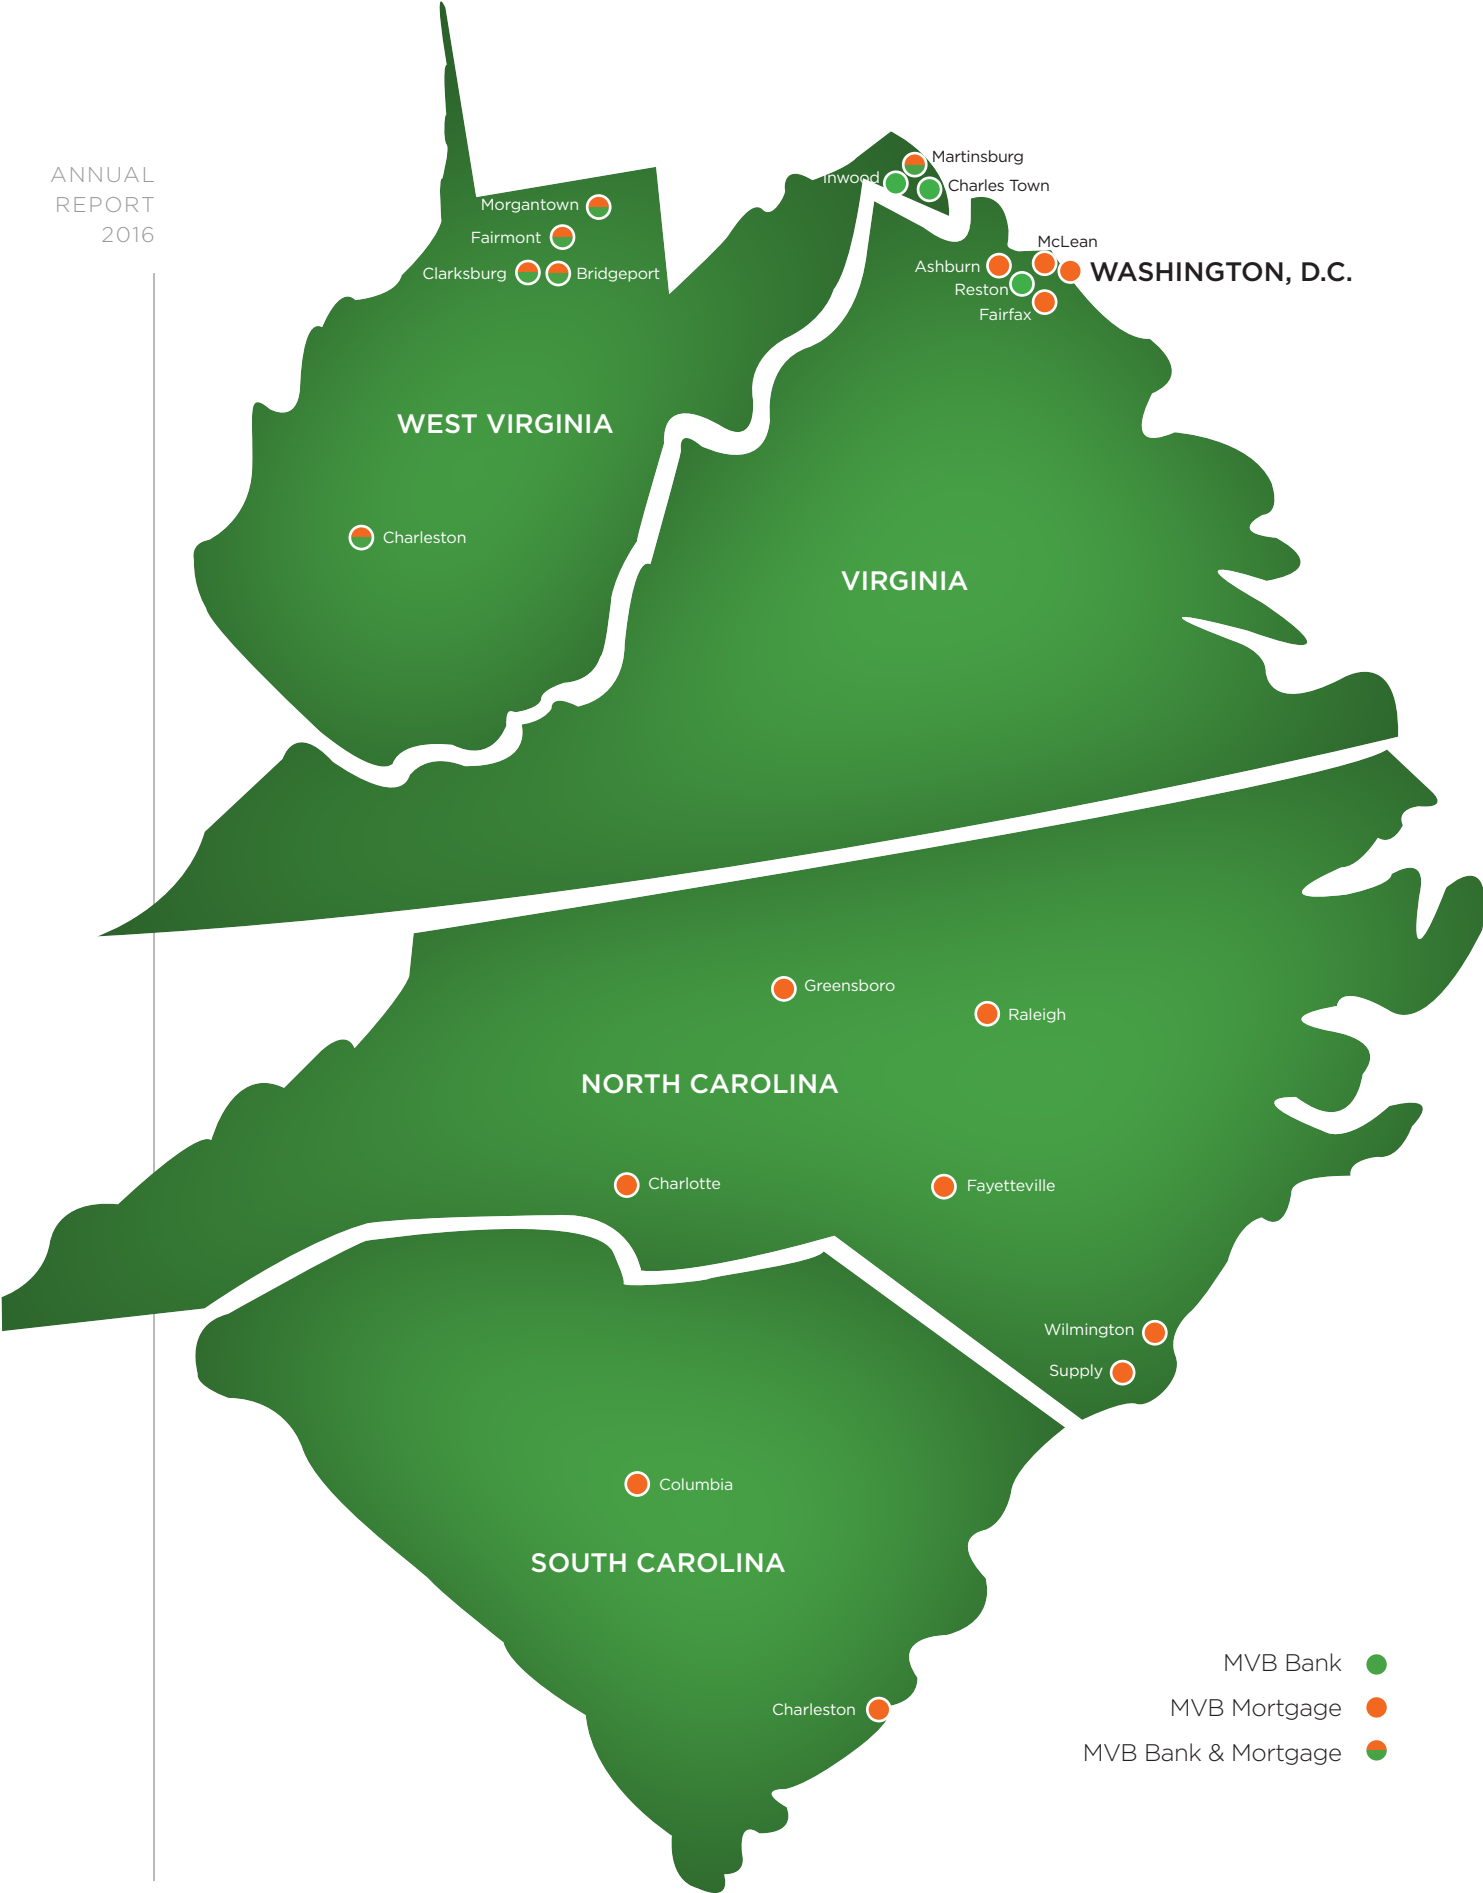 ANNUAL
REPORT
2016
Martinsburg
Inwood
Charles Town
Morgantown
Fairmont
Clarksburg
Bridgeport
McLean
Ashburn
WASHINGTON, D.C.
Reston
Fairfax
WEST VIRGINIA
Charleston
VIRGINIA
Greensboro
Raleigh
NORTH CAROLINA
Charlotte
Fayetteville
Wilmington
Supply
Columbia
SOUTH CAROLINA
Charleston
MVB Bank
MVB Mortgage
MVB Bank & Mortgage